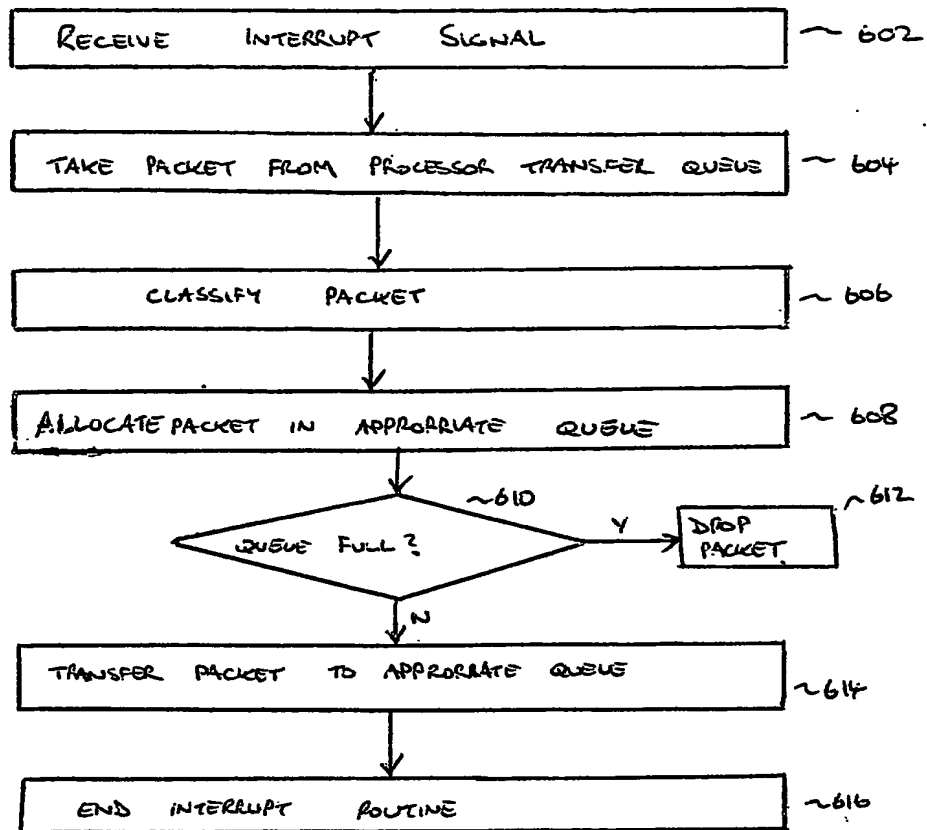 RECEIVE INTERRUPT SIGNAL ~ 602
TAKE PACKET FROM PROCESSOR TRANSFER QUEUE ~ 604
CLASSIFY PACKET ~ 606
ALLOCATE PACKET IN APPRORRIATE QUEUE ~ 608
~610
QUEUE FULL?
Y
~612
DROP
PACKET.
N
TRANSFER PACKET TO APPRORRATE QUEUE ~614
END INTERRUPT ROUTINE ~616